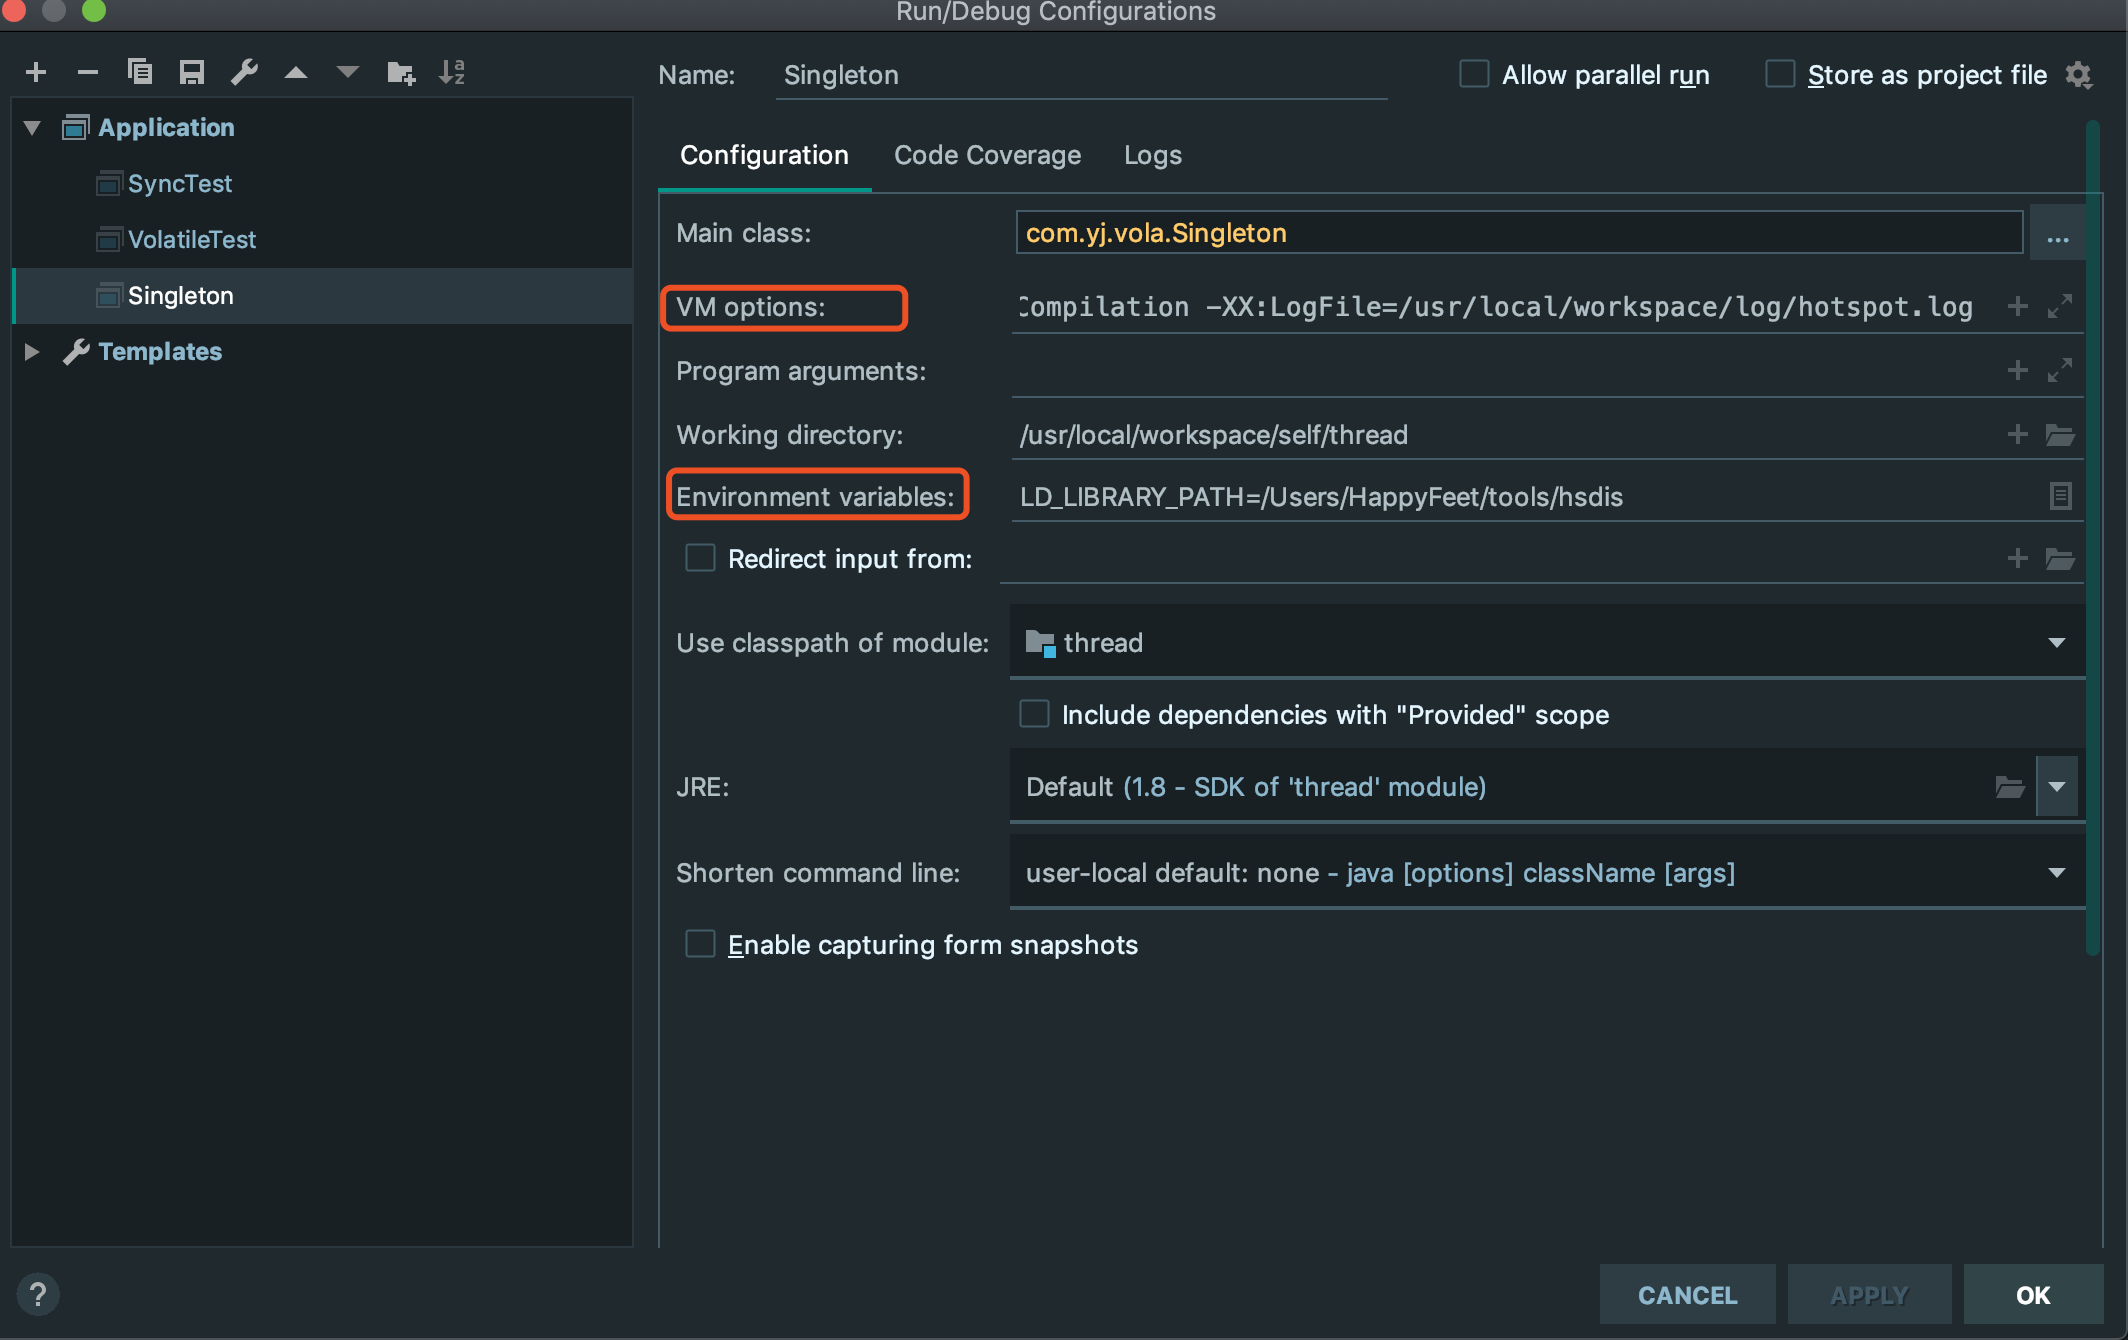 Run/Debug Configurations
Name: Singleton
Allow parallel run
Store as project file
Application
SyncTest
VolatileTest
Singleton
Templates
Configuration Code Coverage Logs
Main class: com.yj.vola.Singleton ...
VM options: Compilation -XX:LogFile=/usr/local/workspace/log/hotspot.log
Program arguments:
Working directory: /usr/local/workspace/self/thread
Environment variables: LD_LIBRARY_PATH=/Users/HappyFeet/tools/hsdis
Redirect input from:
Use classpath of module: thread
Include dependencies with "Provided" scope
JRE: Default (1.8 - SDK of 'thread' module)
Shorten command line: user-local default: none - java [options] className [args]
Enable capturing form snapshots
? CANCEL APPLY OK